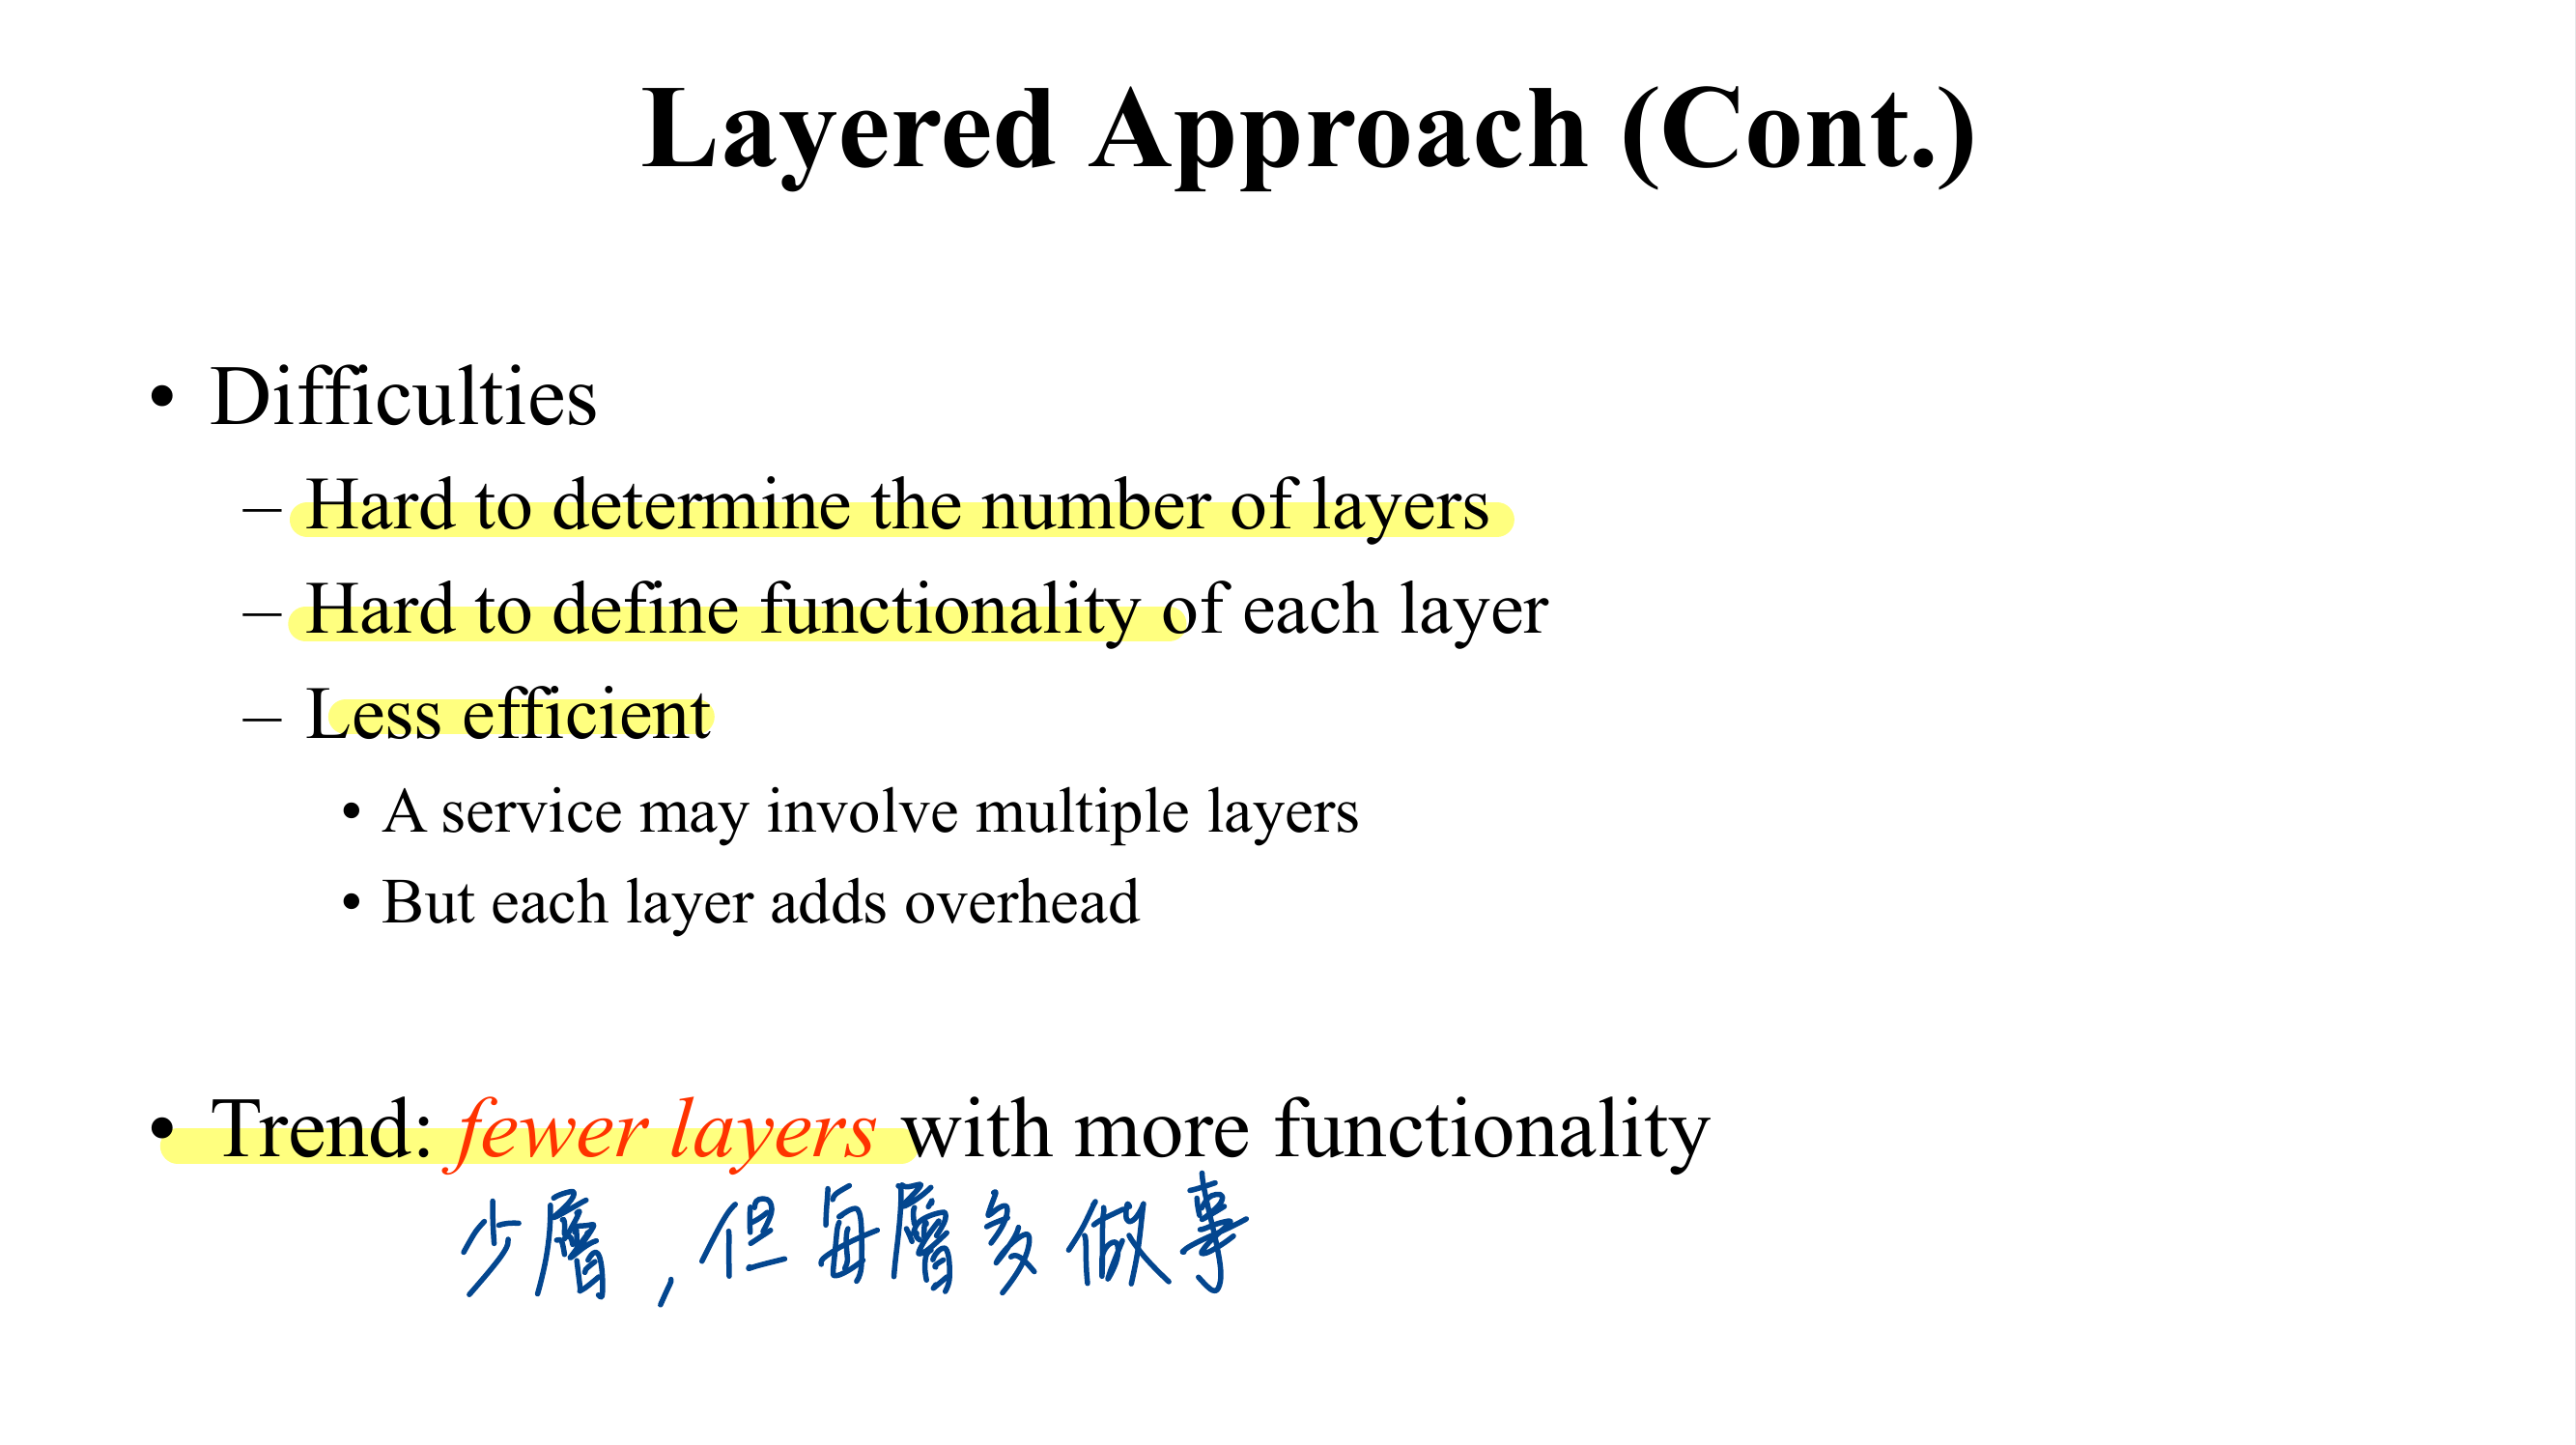 Layered Approach (Cont.)
• Difficulties
– Hard to determine the number of layers
– Hard to define functionality of each layer
– Less efficient
• A service may involve multiple layers
• But each layer adds overhead
• Trend: fewer layers with more functionality
少層，但每層多做事